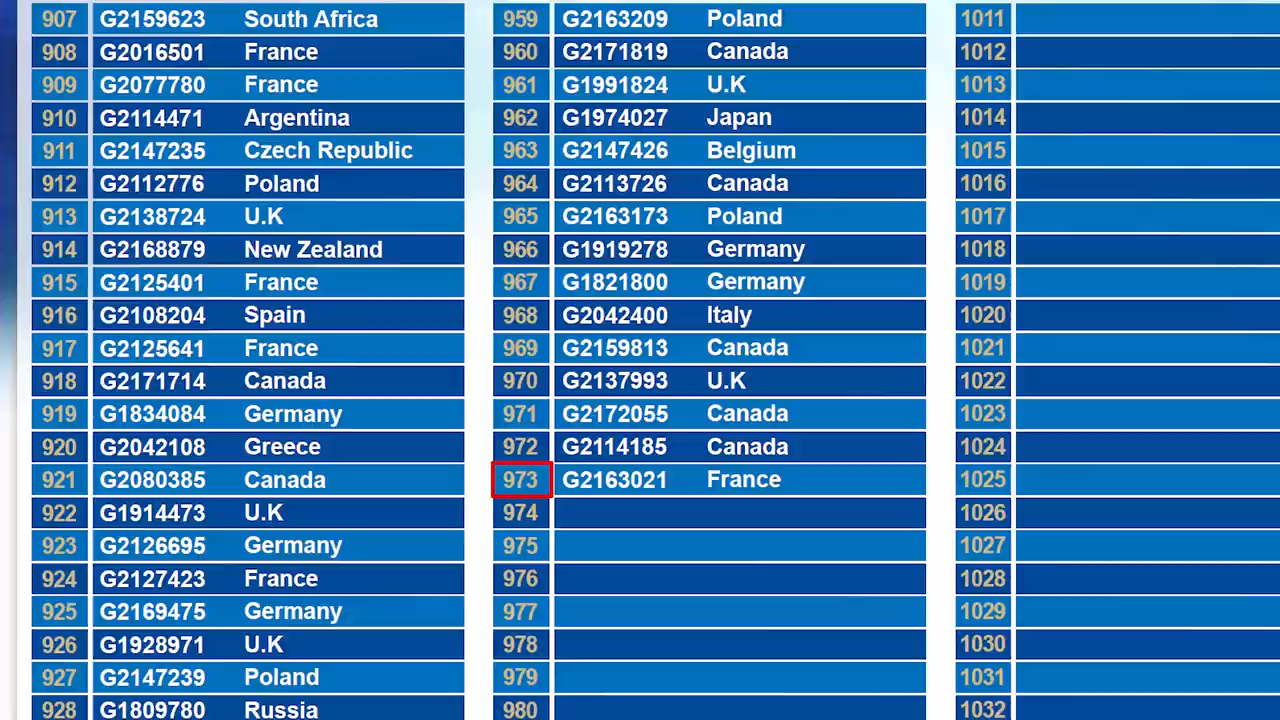 907 G2159623 South Africa 959 G2163209 Poland 1011
908 G2016501 France 960 G2171819 Canada 1012
909 G2077780 France 961 G1991824 U.K 1013
910 G2114471 Argentina 962 G1974027 Japan 1014
911 G2147235 Czech Republic 963 G2147426 Belgium 1015
912 G2112776 Poland 964 G2113726 Canada 1016
913 G2138724 U.K 965 G2163173 Poland 1017
914 G2168879 New Zealand 966 G1919278 Germany 1018
915 G2125401 France 967 G1821800 Germany 1019
916 G2108204 Spain 968 G2042400 Italy 1020
917 G2125641 France 969 G2159813 Canada 1021
918 G2171714 Canada 970 G2137993 U.K 1022
919 G1834084 Germany 971 G2172055 Canada 1023
920 G2042108 Greece 972 G2114185 Canada 1024
921 G2080385 Canada 973 G2163021 France 1025
922 G1914473 U.K 974 1026
923 G2126695 Germany 975 1027
924 G2127423 France 976 1028
925 G2169475 Germany 977 1029
926 G1928971 U.K 978 1030
927 G2147239 Poland 979 1031
928 G1809780 Russia 980 1032